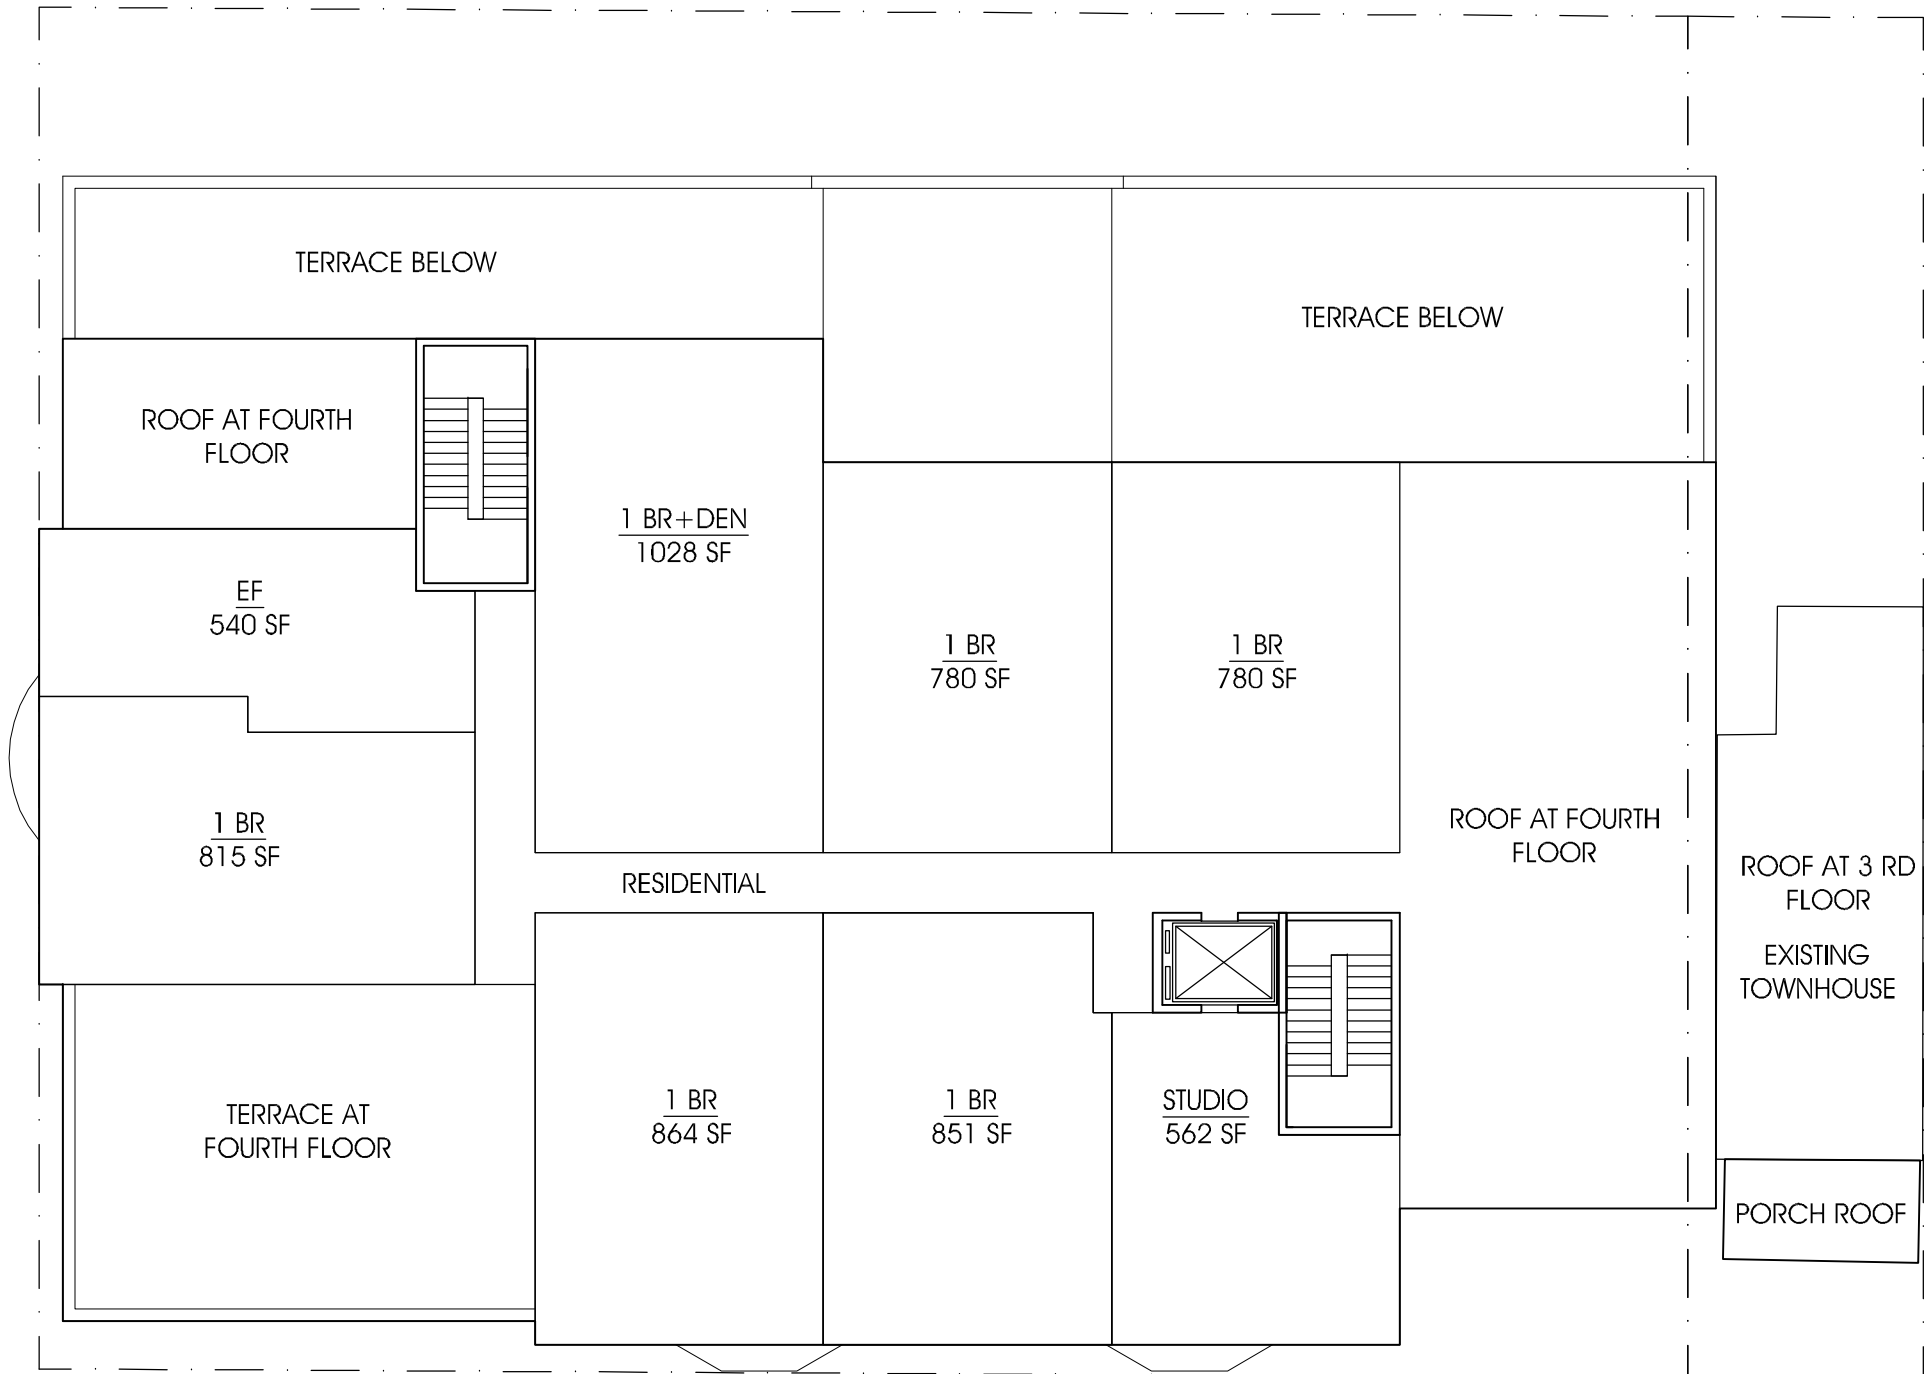 TERRACE BELOW
TERRACE BELOW
ROOF AT FOURTH
FLOOR
1 BR+DEN
1028 SF
EF
540 SF
1 BR
780 SF
1 BR
780 SF
1 BR
815 SF
ROOF AT FOURTH
FLOOR
RESIDENTIAL
ROOF AT 3 RD
FLOOR
EXISTING
TOWNHOUSE
TERRACE AT
FOURTH FLOOR
1 BR
864 SF
1 BR
851 SF
STUDIO
562 SF
PORCH ROOF